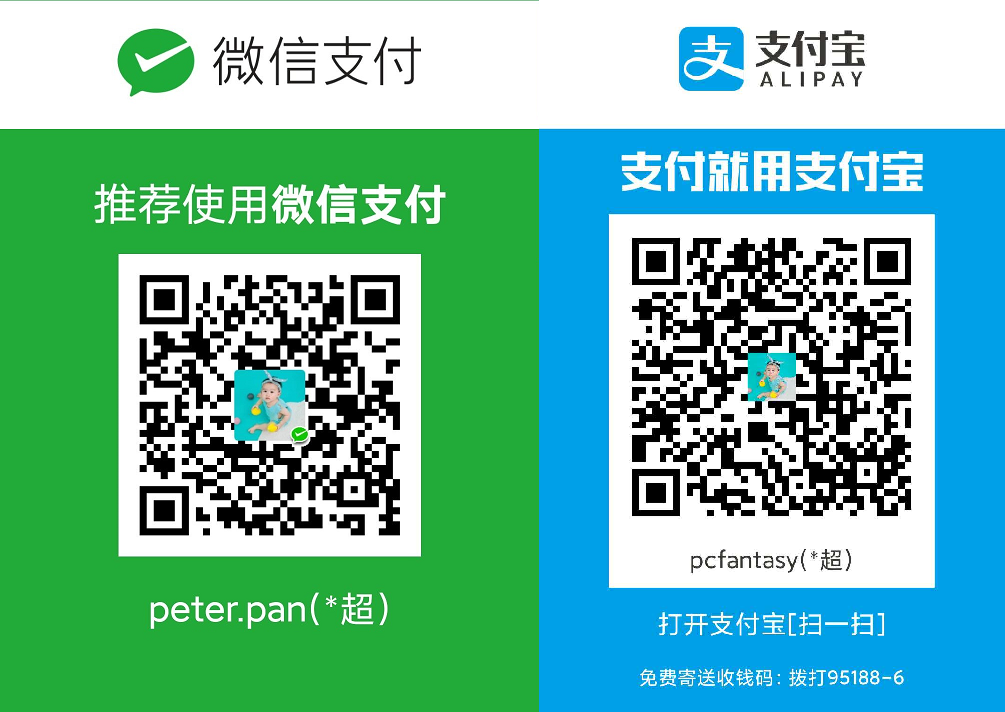 微信支付
推荐使用微信支付
peter.pan(*超)
支付宝
ALIPAY
支付就用支付宝
pcfantasy(*超)
打开支付宝[扫一扫]
免费寄送收钱码：拨打95188-6